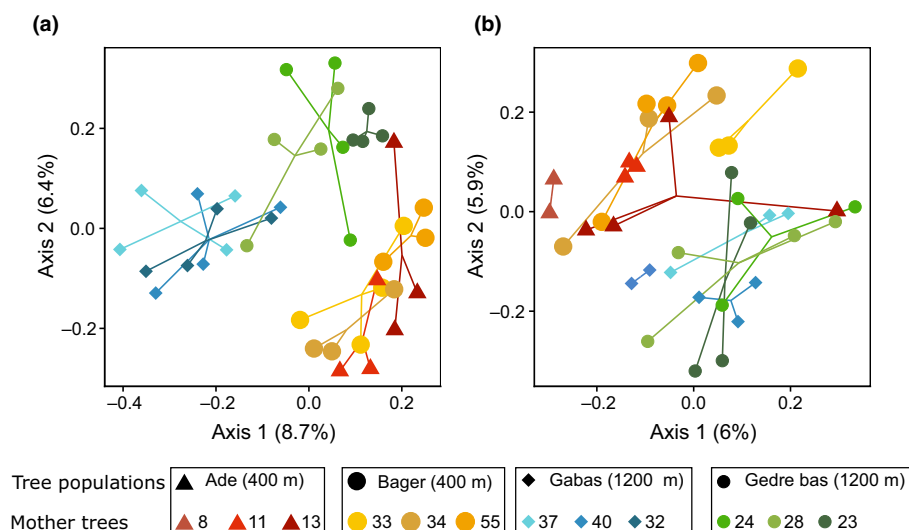 (a)
(b)
0.2
0.0
−0.2
Axis 2 (6.4%)
−0.4
−0.2
0.0
0.2
Axis 1 (8.7%)
0.2
0.0
−0.2
Axis 2 (5.9%)
−0.2
0.0
0.2
Axis 1 (6%)
Tree populations
Ade (400 m)
Bager (400 m)
Gabas (1200 m)
Gedre bas (1200 m)
Mother trees
8 11 13
33 34 55
37 40 32
24 28 23